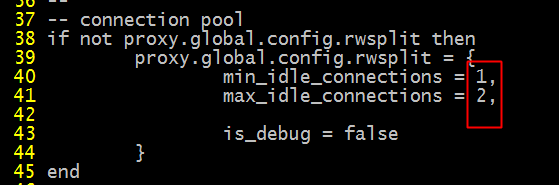 36 --
37 -- connection pool
38 if not proxy.global.config.rwsplit then
39         proxy.global.config.rwsplit = {
40                 min_idle_connections = 1,
41                 max_idle_connections = 2,
42
43                 is_debug = false
44         }
45 end